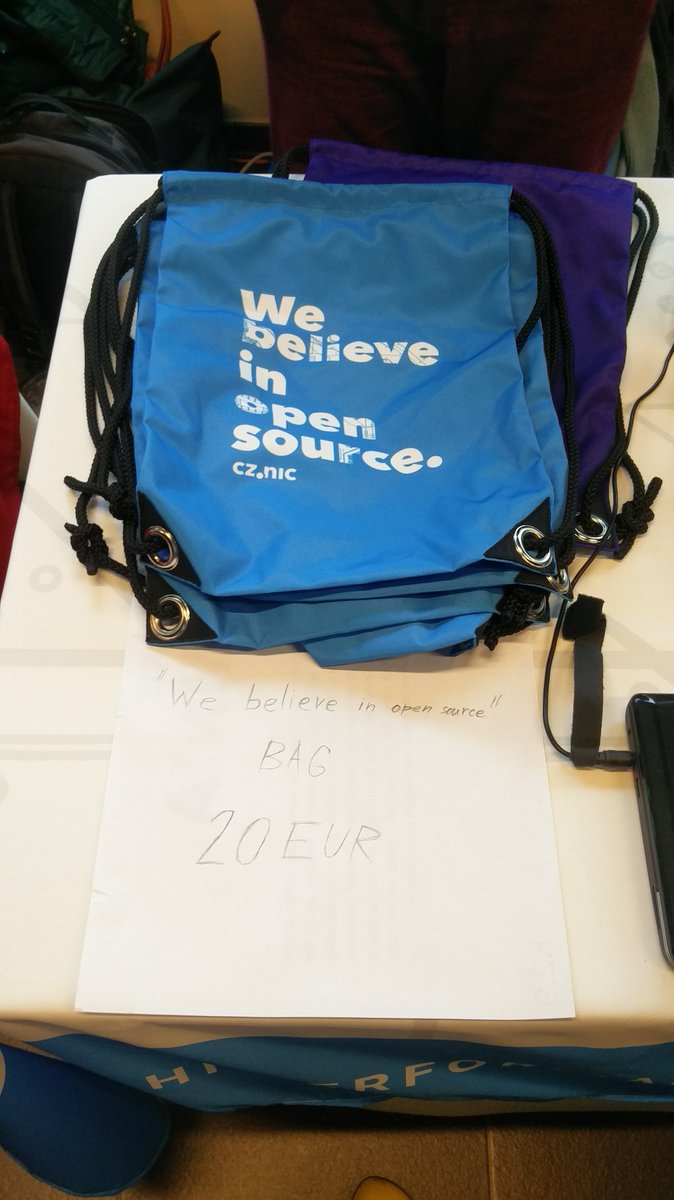 We
believe
in
open
source.
cz.nic
"We believe in open source"
BAG
20 EUR